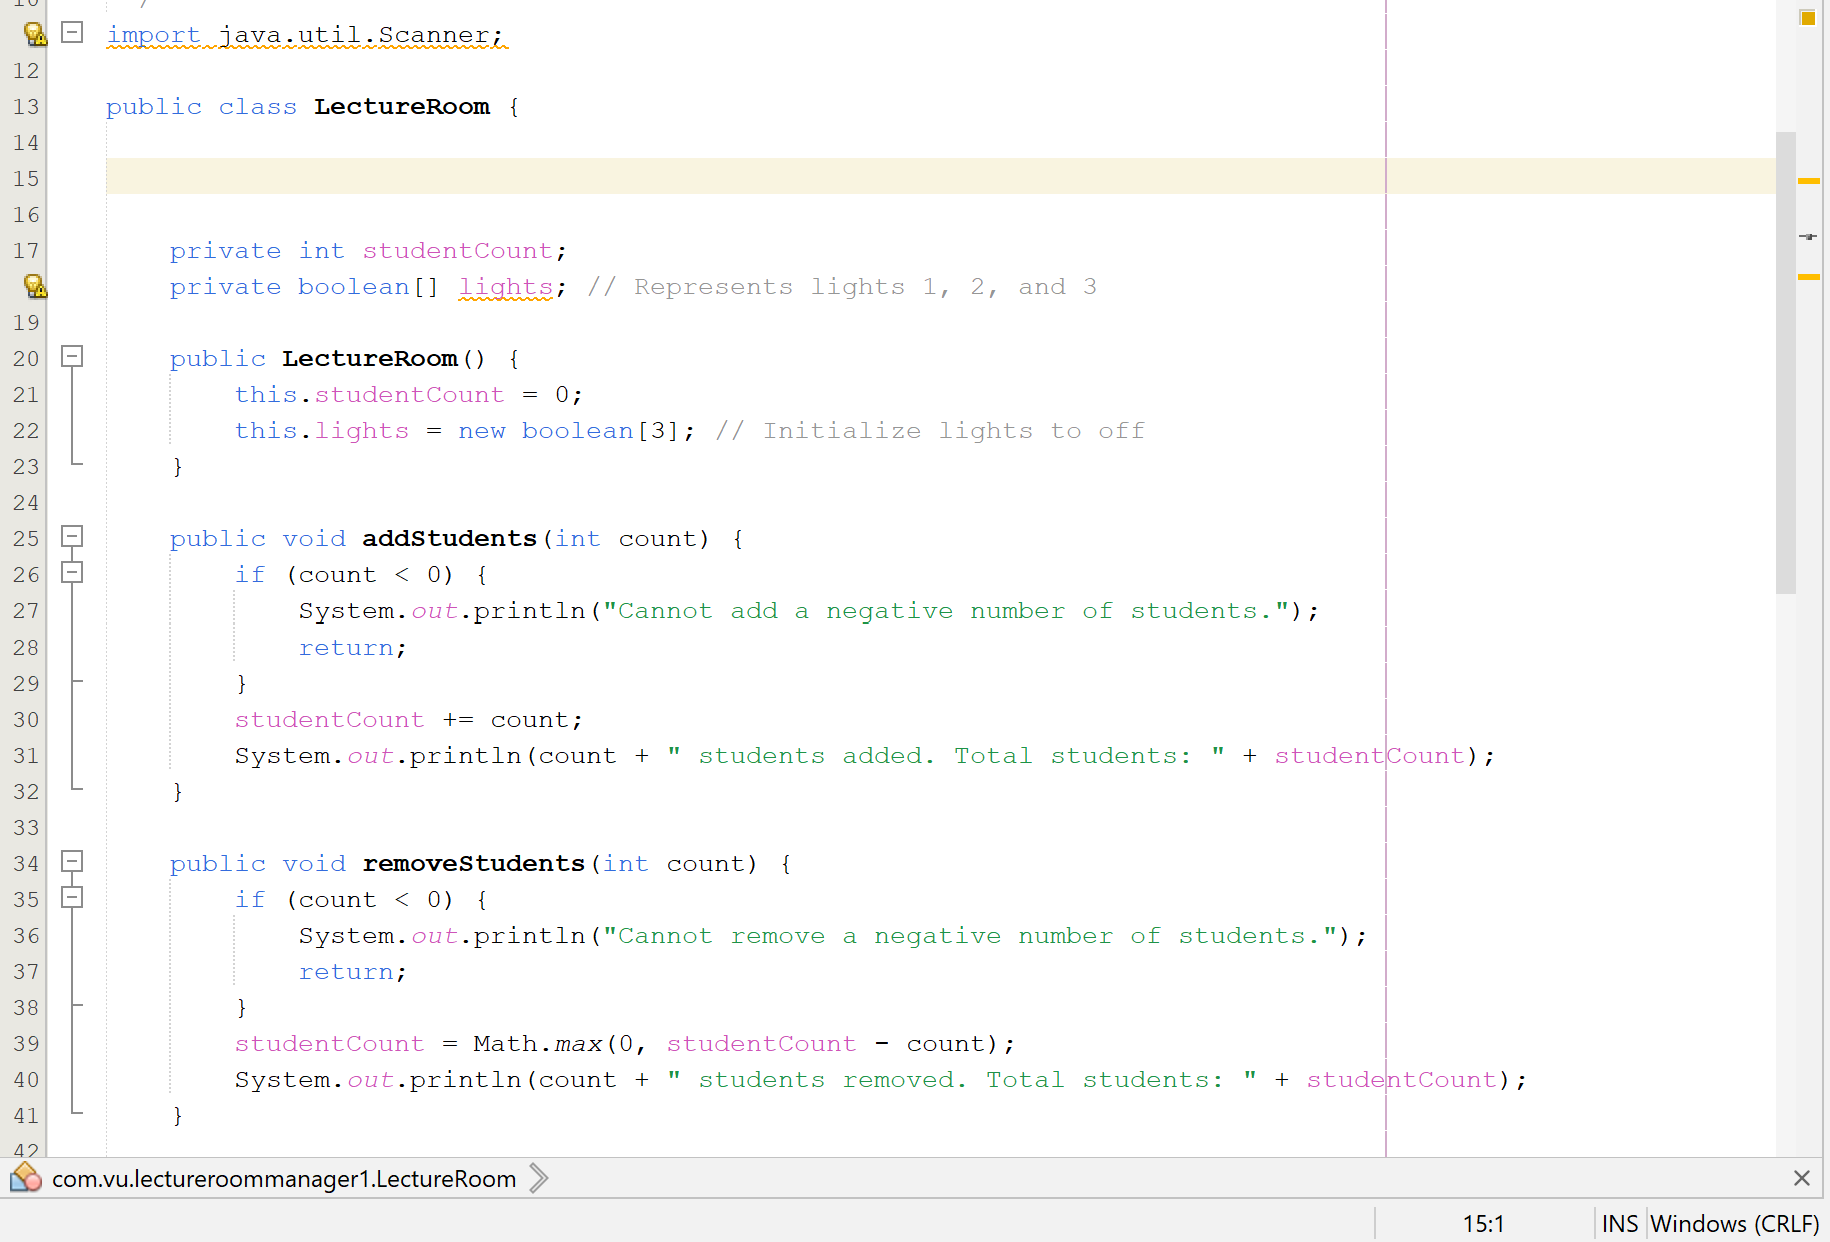 import java.util.Scanner;
12
13 public class LectureRoom {
14
15
16
17 private int studentCount;
private boolean[] lights; // Represents lights 1, 2, and 3
19
20 public LectureRoom() {
21 this.studentCount = 0;
22 this.lights = new boolean[3]; // Initialize lights to off
23 }
24
25 public void addStudents(int count) {
26 if (count < 0) {
27 System.out.println("Cannot add a negative number of students.");
28 return;
29 }
30 studentCount += count;
31 System.out.println(count + " students added. Total students: " + studentCount);
32 }
33
34 public void removeStudents(int count) {
35 if (count < 0) {
36 System.out.println("Cannot remove a negative number of students.");
37 return;
38 }
39 studentCount = Math.max(0, studentCount - count);
40 System.out.println(count + " students removed. Total students: " + studentCount);
41 }
42
com.vu.lectureroommanager1.LectureRoom
15:1 INS Windows (CRLF)